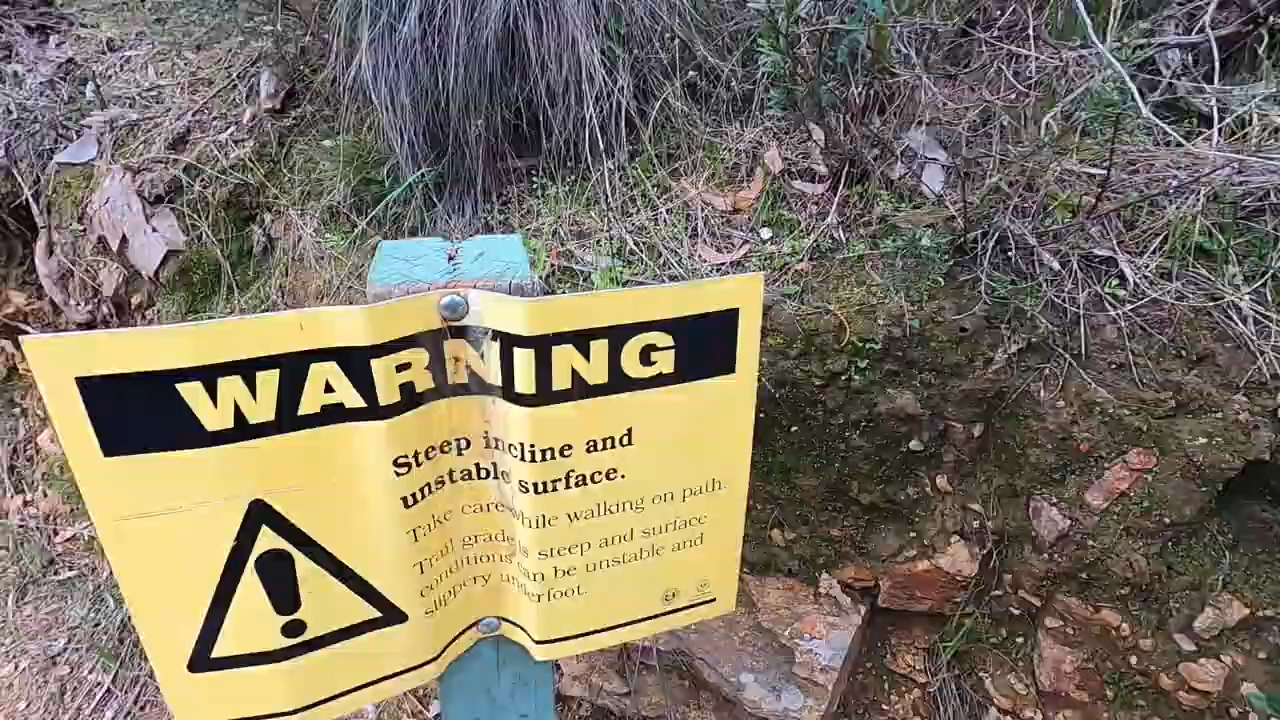 WARNING
Steep incline and
unstable surface.
Take care while walking on path.
Trail grade is steep and surface
conditions can be unstable and
slippery underfoot.